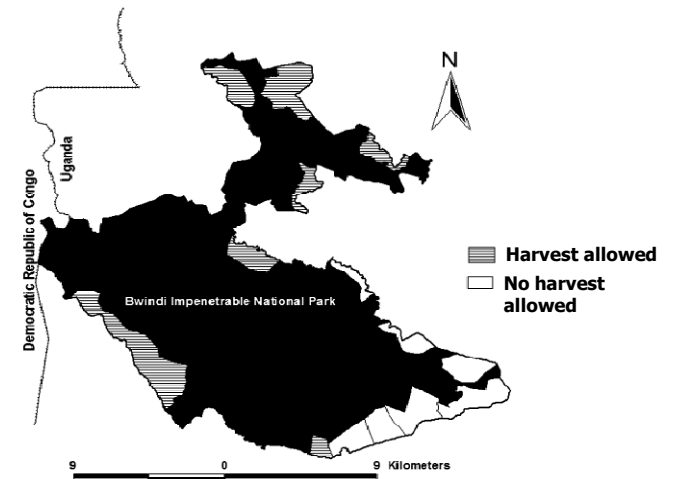 N
Uganda
Democratic Republic of Congo
Harvest allowed
No harvest
allowed
Bwindi Impenetrable National Park
9 0 9 Kilometers